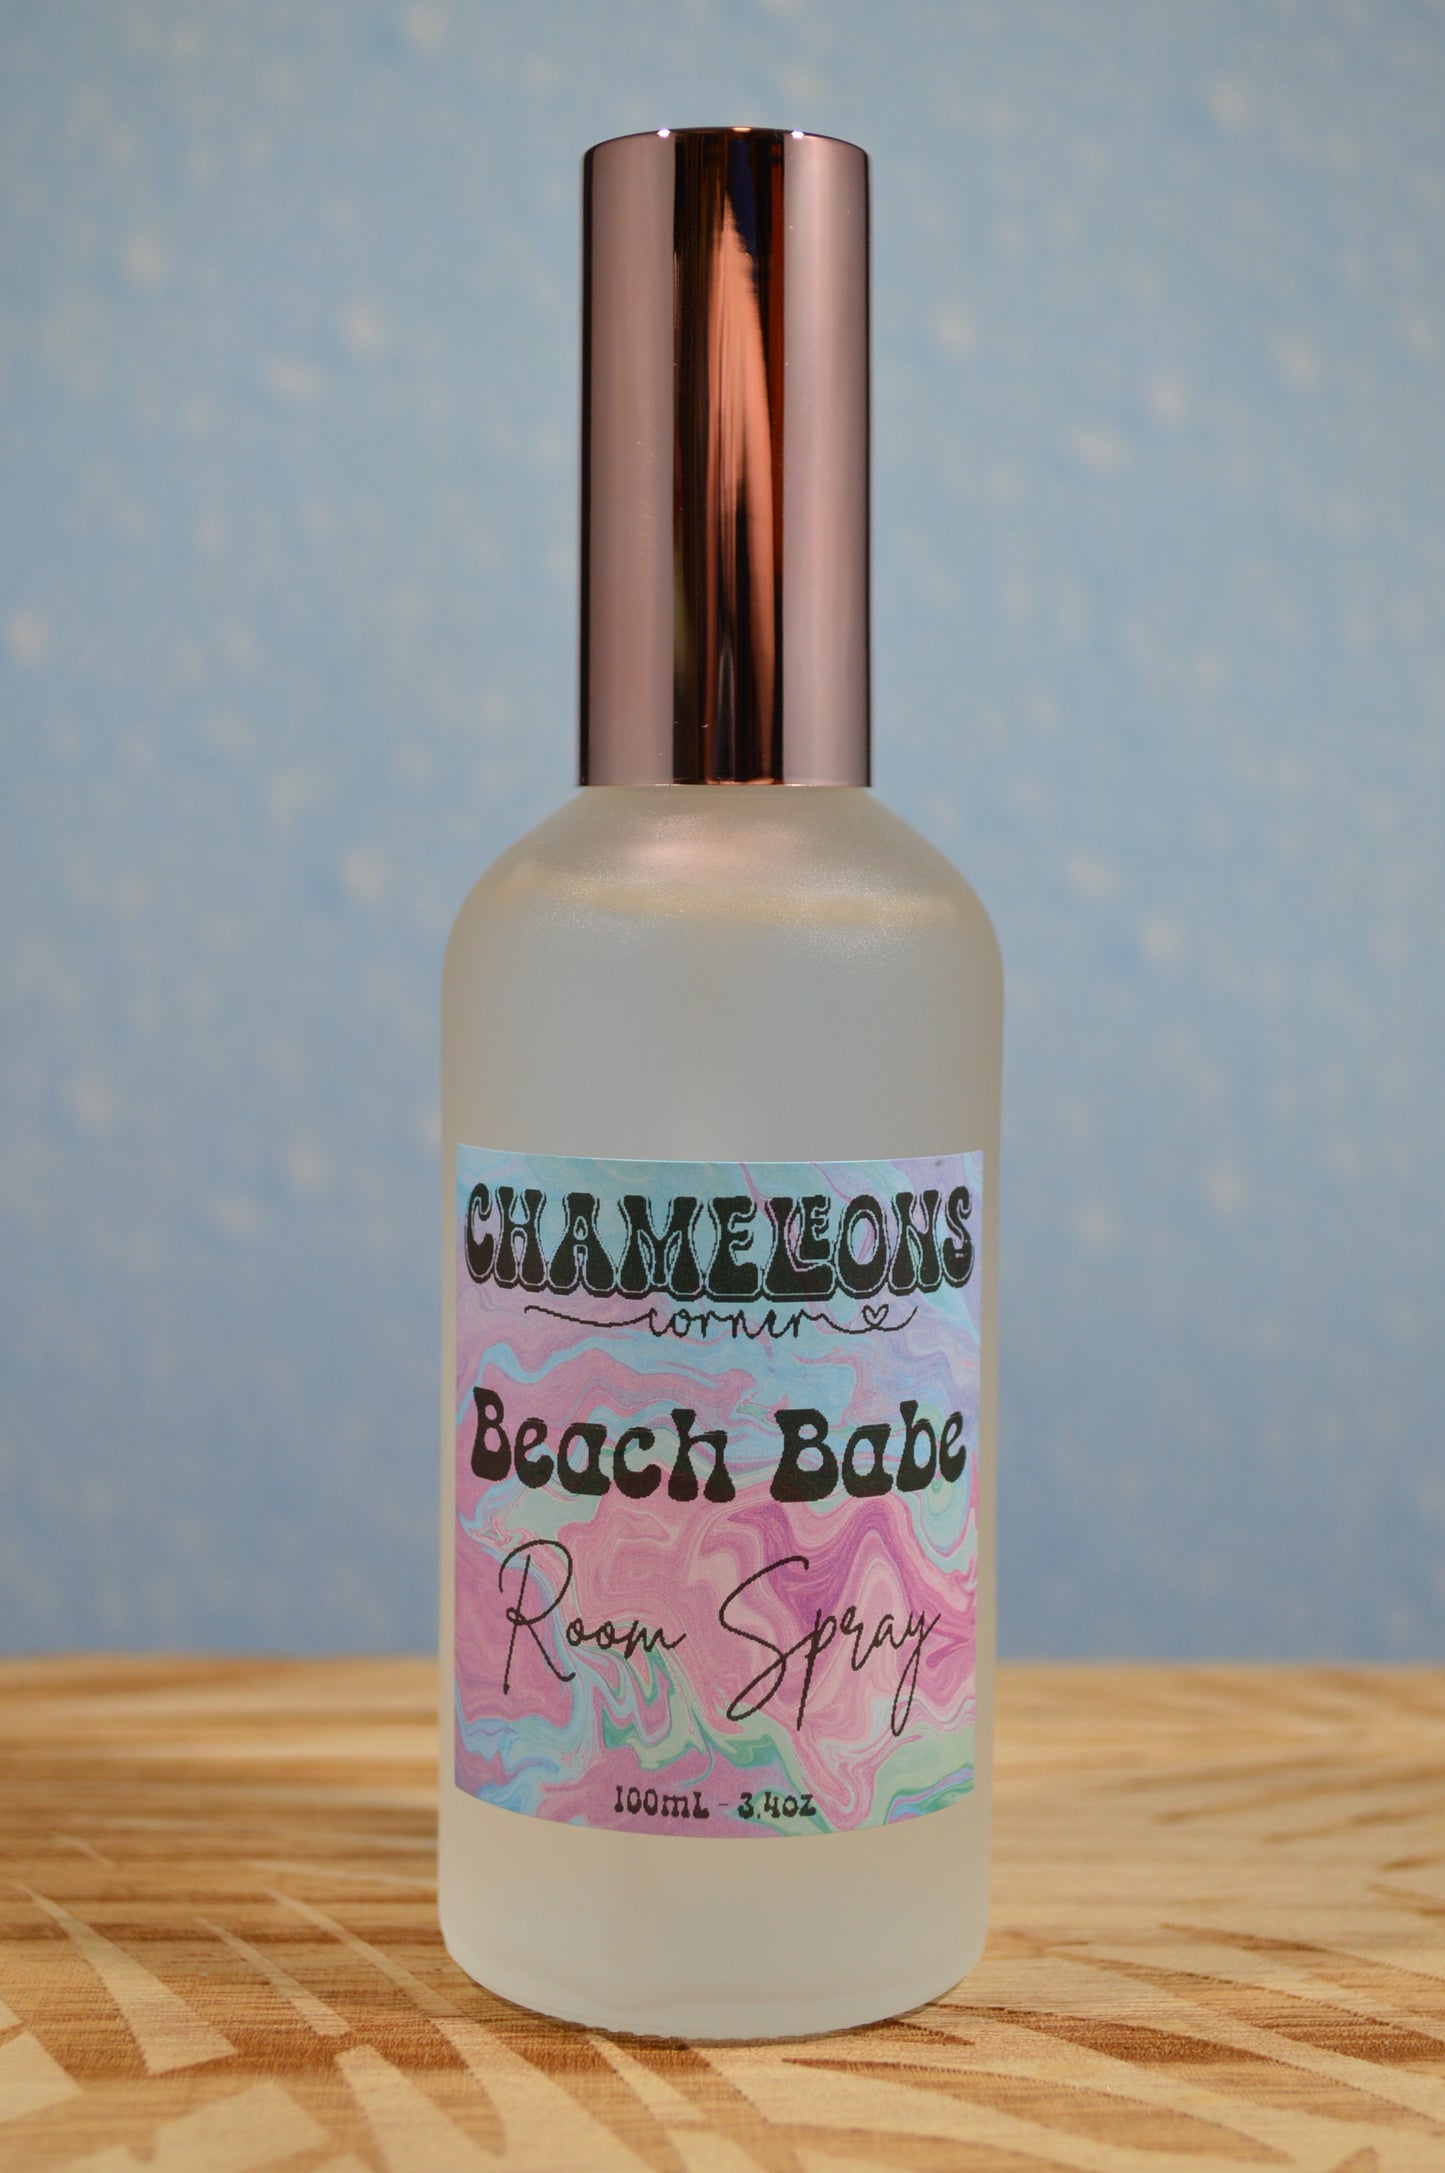 CHAMELEONS
corner
Beach Babe
Room Spray
100mL - 3.4oz